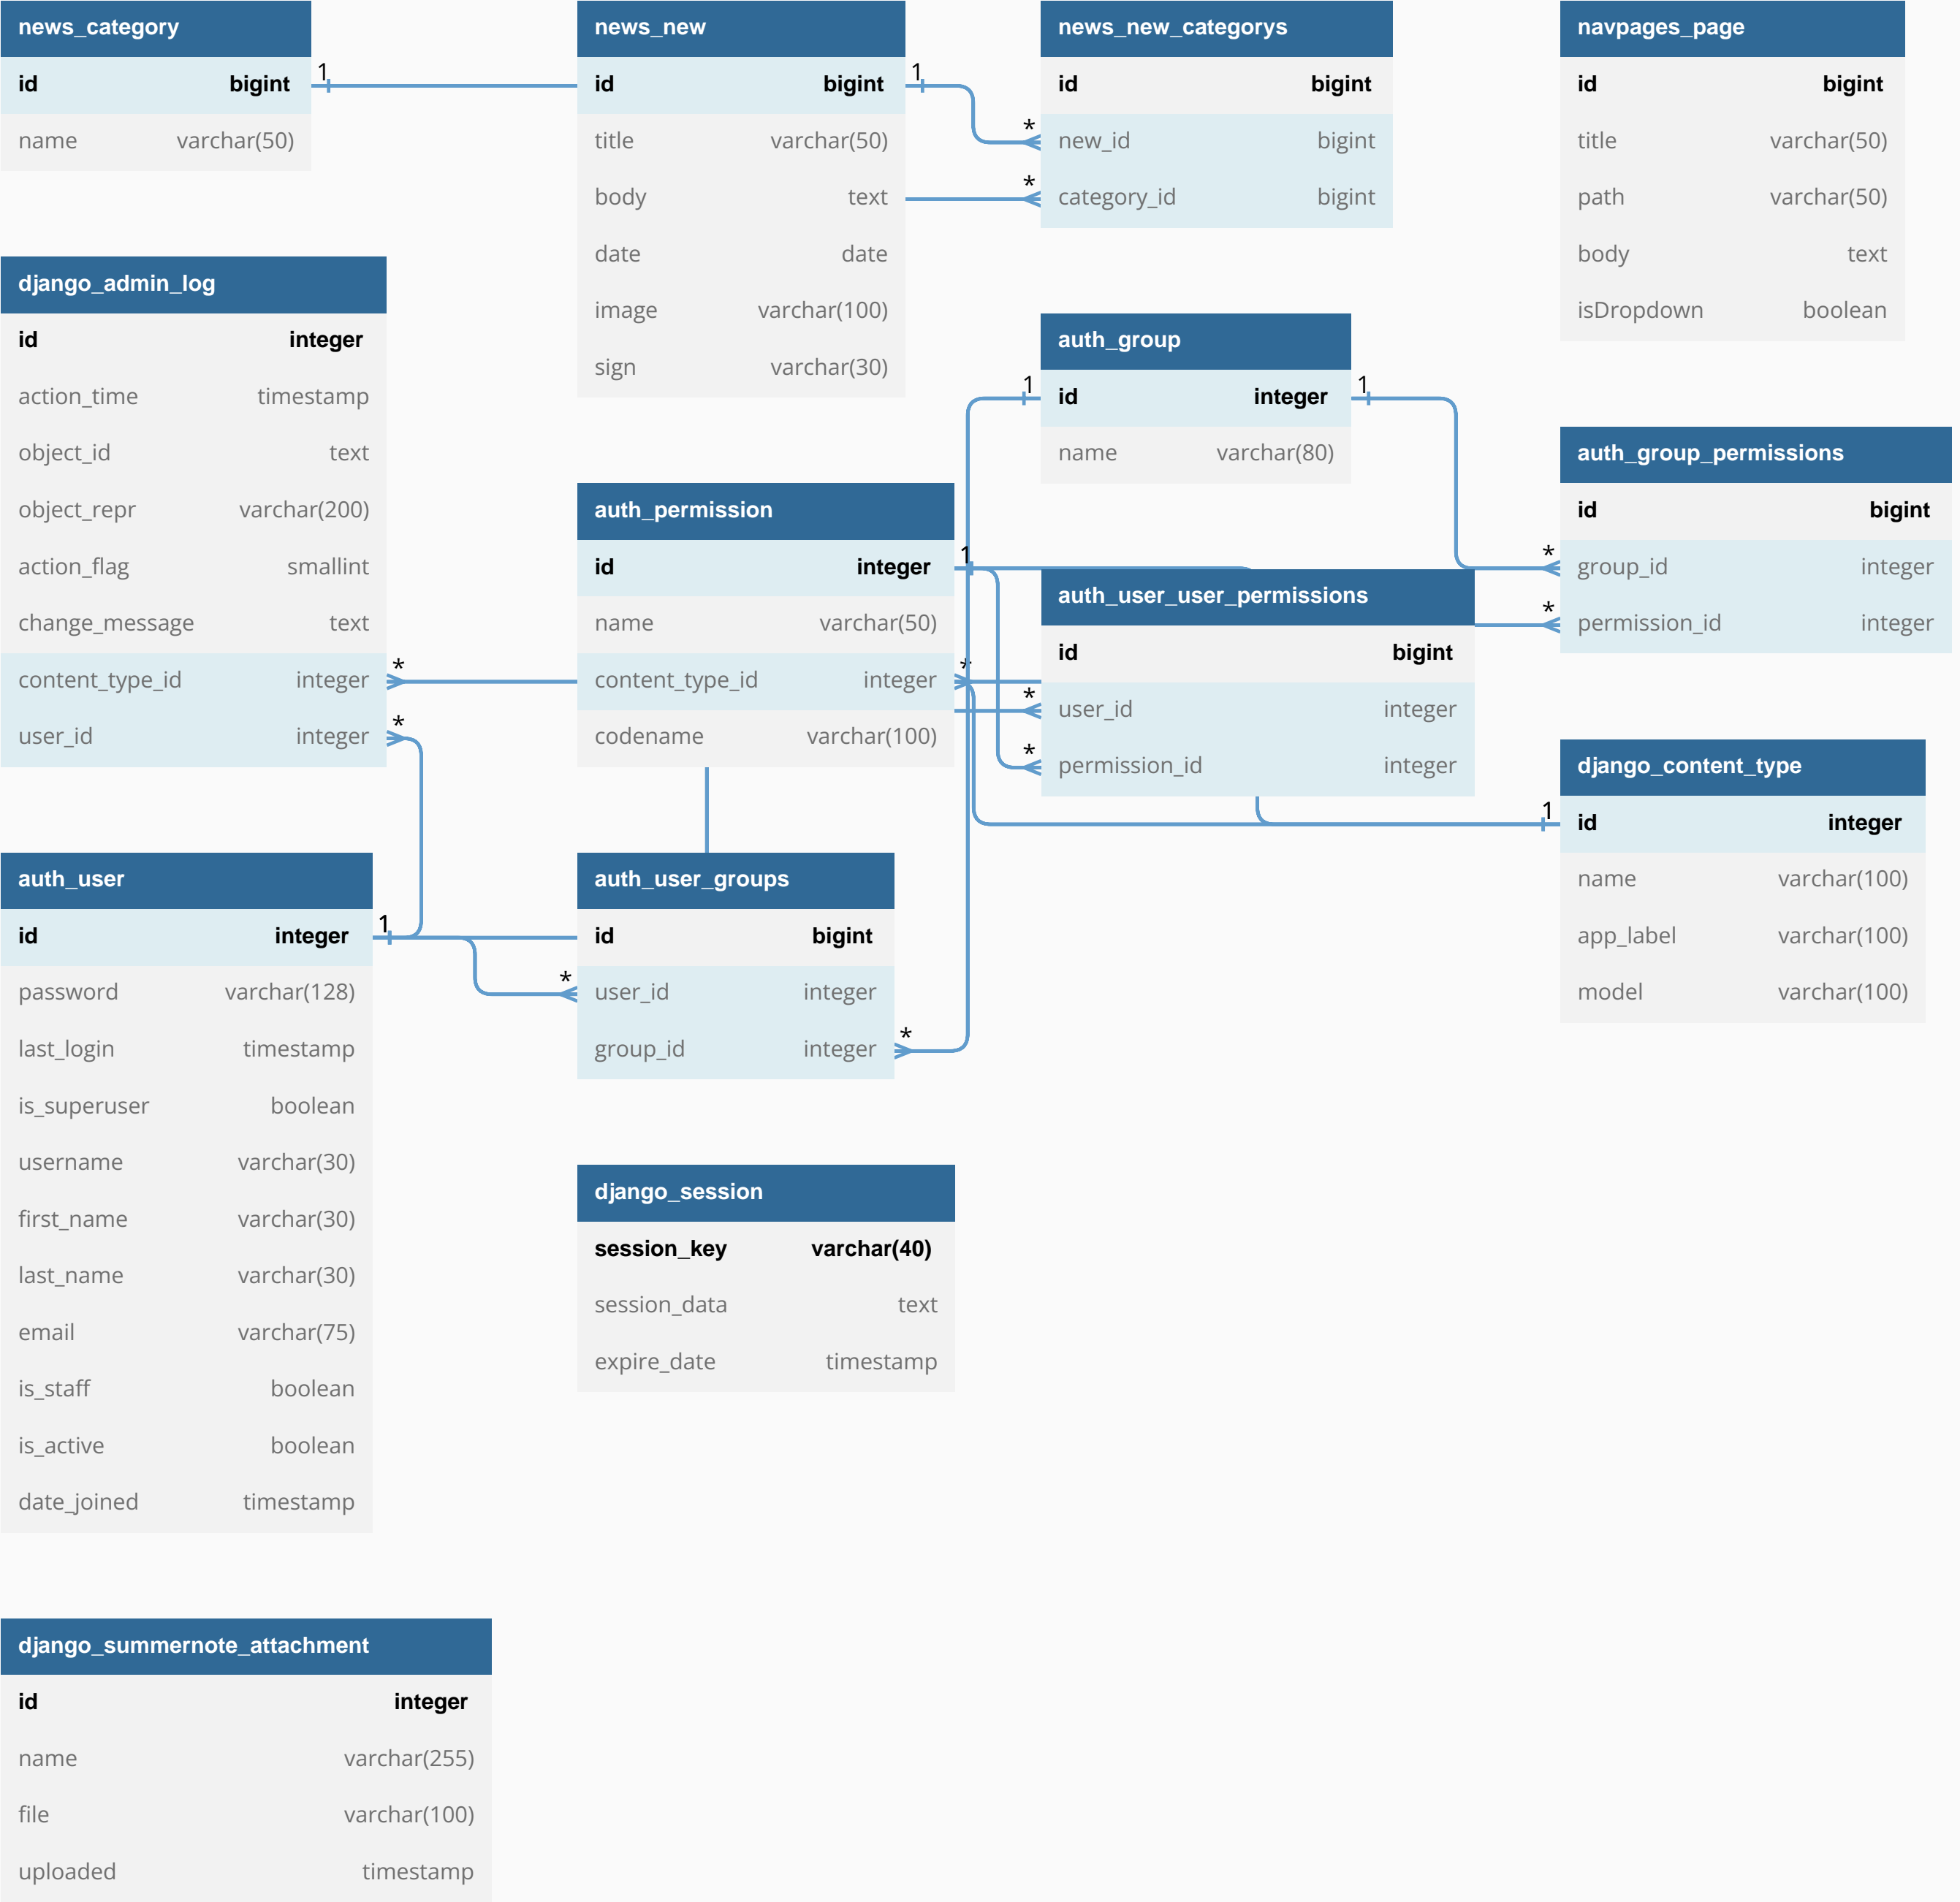 news_category
id bigint
name varchar(50)
news_new
id bigint
title varchar(50)
body text
date date
image varchar(100)
sign varchar(30)
news_new_categorys
id bigint
new_id bigint
category_id bigint
navpages_page
id bigint
title varchar(50)
path varchar(50)
body text
isDropdown boolean
django_admin_log
id integer
action_time timestamp
object_id text
object_repr varchar(200)
action_flag smallint
change_message text
content_type_id integer
user_id integer
auth_group
id integer
name varchar(80)
auth_group_permissions
id bigint
group_id integer
permission_id integer
auth_permission
id integer
name varchar(50)
content_type_id integer
codename varchar(100)
auth_user_user_permissions
id bigint
user_id integer
permission_id integer
django_content_type
id integer
name varchar(100)
app_label varchar(100)
model varchar(100)
auth_user
id integer
password varchar(128)
last_login timestamp
is_superuser boolean
username varchar(30)
first_name varchar(30)
last_name varchar(30)
email varchar(75)
is_staff boolean
is_active boolean
date_joined timestamp
auth_user_groups
id bigint
user_id integer
group_id integer
django_session
session_key varchar(40)
session_data text
expire_date timestamp
django_summernote_attachment
id integer
name varchar(255)
file varchar(100)
uploaded timestamp
1
1
*
*
1
1
1
*
*
*
*
*
*
*
1
1
*
*